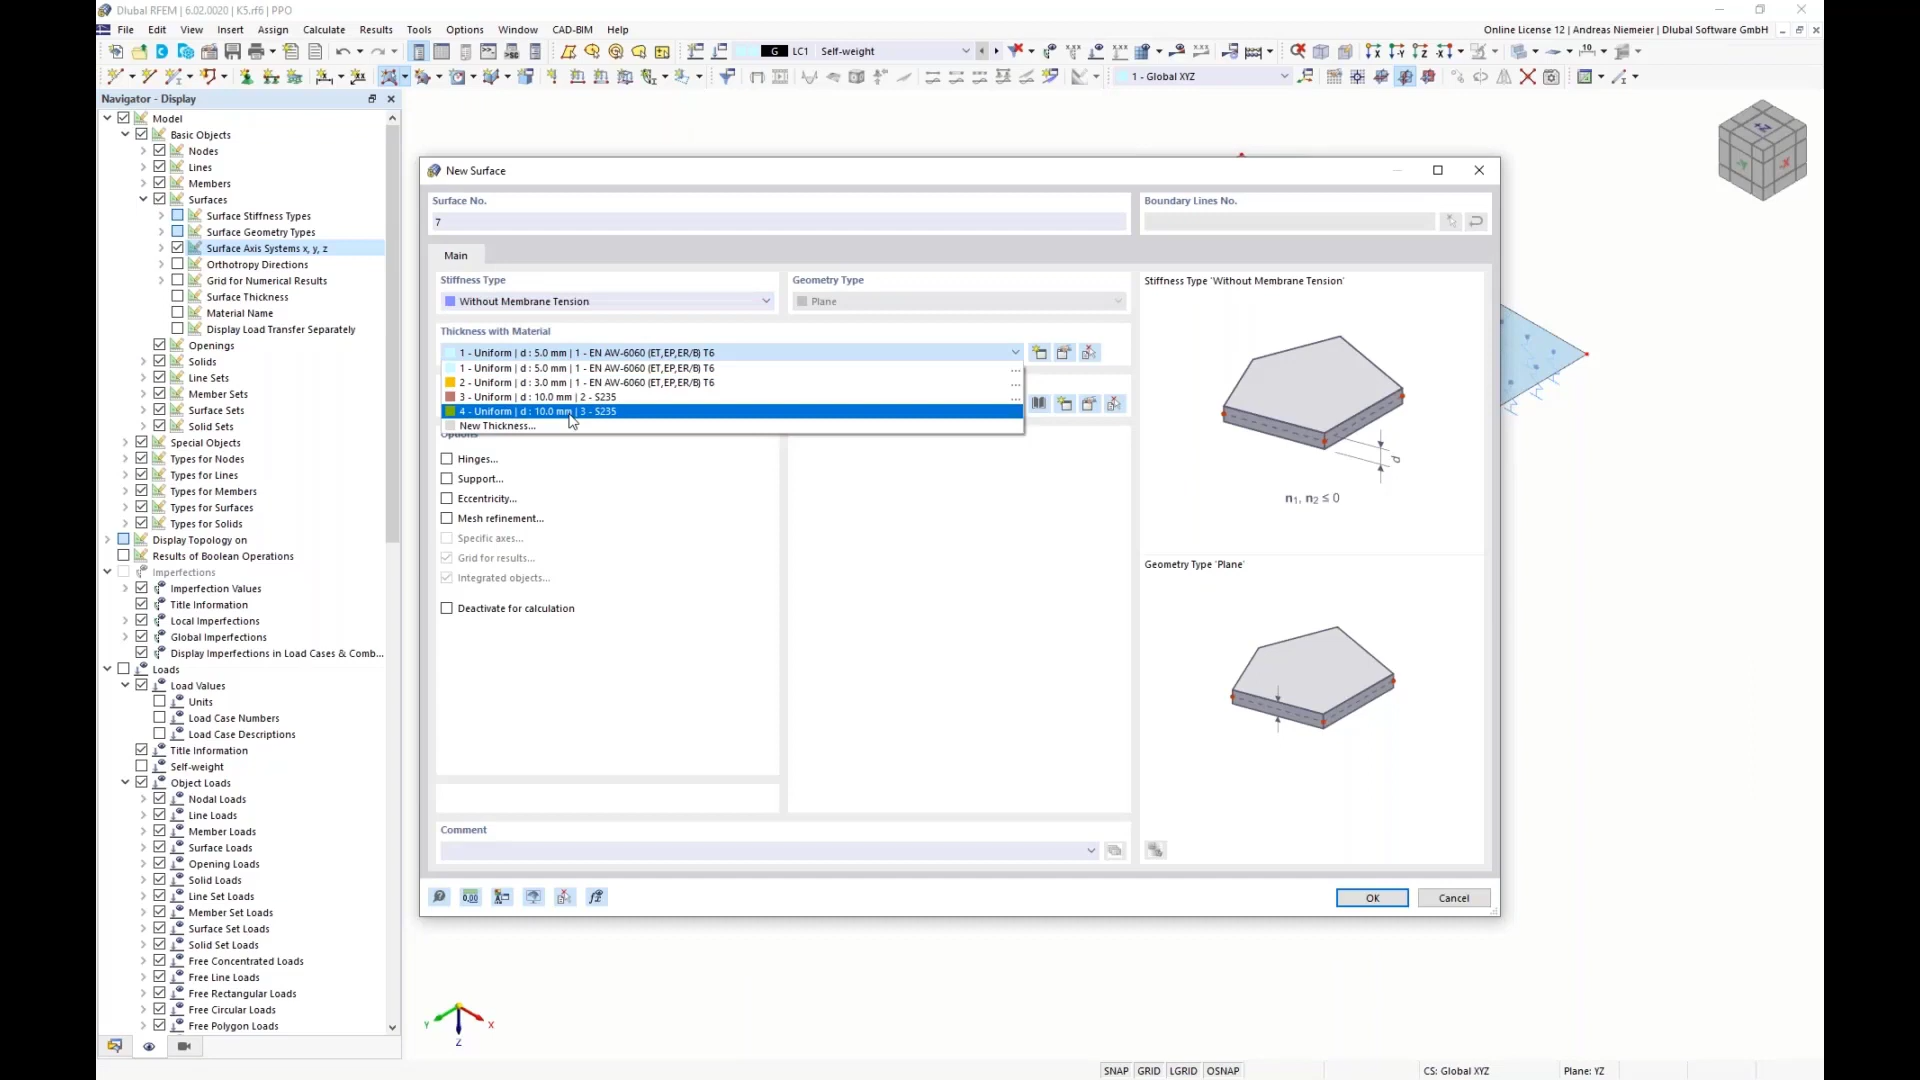 Dlubal RFEM | 6.02.0020 | K5.rf6 | PPO
File Edit View Insert Assign Calculate Results Tools Options Window CAD-BIM Help
Online License 12 | Andreas Niemeier | Dlubal Software GmbH
G LC1 Self-weight
1 - Global XYZ
Navigator - Display
Model
Basic Objects
Nodes
Lines
Members
Surfaces
Surface Stiffness Types
Surface Geometry Types
Surface Axis Systems x, y, z
Orthotropy Directions
Grid for Numerical Results
Surface Thickness
Material Name
Display Load Transfer Separately
Openings
Solids
Line Sets
Member Sets
Surface Sets
Solid Sets
Special Objects
Types for Nodes
Types for Lines
Types for Members
Types for Surfaces
Types for Solids
Display Topology on
Results of Boolean Operations
Imperfections
Imperfection Values
Title Information
Local Imperfections
Global Imperfections
Display Imperfections in Load Cases & Comb...
Loads
Load Values
Units
Load Case Numbers
Load Case Descriptions
Title Information
Self-weight
Object Loads
Nodal Loads
Line Loads
Member Loads
Surface Loads
Opening Loads
Solid Loads
Line Set Loads
Member Set Loads
Surface Set Loads
Solid Set Loads
Free Concentrated Loads
Free Line Loads
Free Rectangular Loads
Free Circular Loads
Free Polygon Loads
New Surface
Surface No.
7
Boundary Lines No.
Main
Stiffness Type
Without Membrane Tension
Geometry Type
Plane
Thickness with Material
1 - Uniform | d : 5.0 mm | 1 - EN AW-6060 (ET,EP,ER/B) T6
1 - Uniform | d : 5.0 mm | 1 - EN AW-6060 (ET,EP,ER/B) T6
2 - Uniform | d : 3.0 mm | 1 - EN AW-6060 (ET,EP,ER/B) T6
3 - Uniform | d : 10.0 mm | 2 - S235
4 - Uniform | d : 10.0 mm | 3 - S235
New Thickness...
Options
Hinges...
Support...
Eccentricity...
Mesh refinement...
Specific axes...
Grid for results...
Integrated objects...
Deactivate for calculation
Comment
Stiffness Type 'Without Membrane Tension'
d
n1, n2 ≤ 0
Geometry Type 'Plane'
OK
Cancel
+Z
-Y
-X
Y
X
Z
SNAP GRID LGRID OSNAP
CS: Global XYZ
Plane: YZ